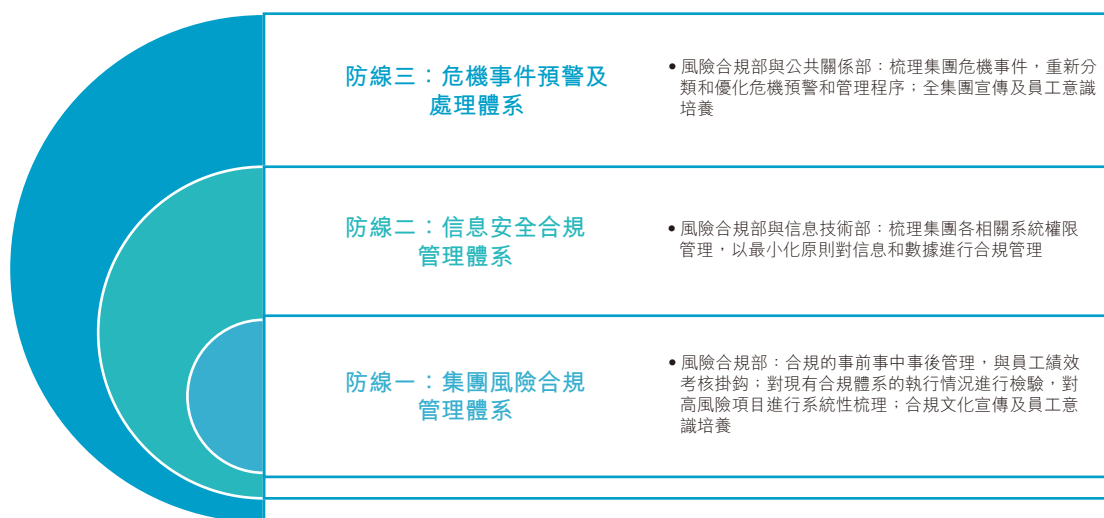 防線三：危機事件預警及
處理體系
• 風險合規部與公共關係部：梳理集團危機事件，重新分
類和優化危機預警和管理程序；全集團宣傳及員工意識
培養
防線二：信息安全合規
管理體系
• 風險合規部與信息技術部：梳理集團各相關系統權限
管理，以最小化原則對信息和數據進行合規管理
防線一：集團風險合規
管理體系
• 風險合規部：合規的事前事中事後管理，與員工績效
考核掛鈎；對現有合規體系的執行情況進行檢驗，對
高風險項目進行系統性梳理；合規文化宣傳及員工意
識培養